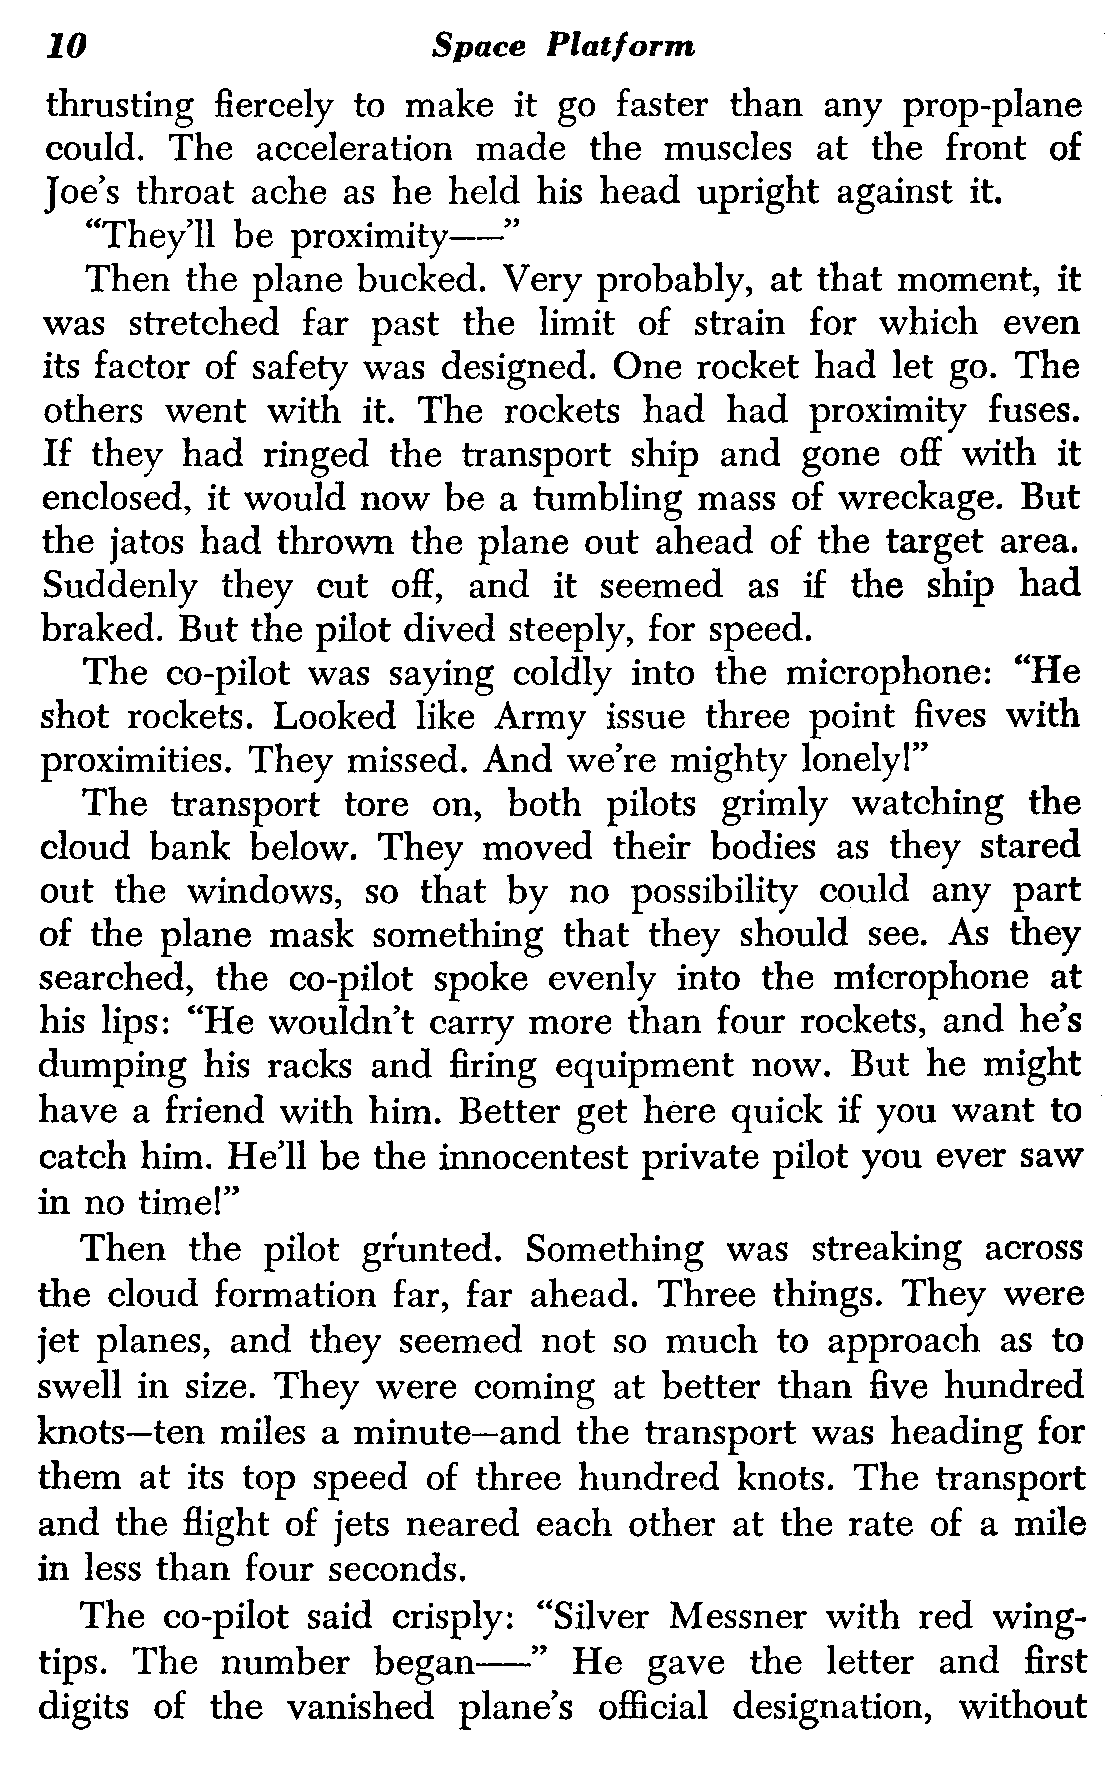 10 Space Platform
thrusting fiercely to make it go faster than any prop-plane
could. The acceleration made the muscles at the front of
Joe's throat ache as he held his head upright against it.
“They'll be proximity——”
Then the plane bucked. Very probably, at that moment, it
was stretched far past the limit of strain for which even
its factor of safety was designed. One rocket had let go. The
others went with it. The rockets had had proximity fuses.
If they had ringed the transport ship and gone off with it
enclosed, it would now be a tumbling mass of wreckage. But
the jatos had thrown the plane out ahead of the target area.
Suddenly they cut off, and it seemed as if the ship had
braked. But the pilot dived steeply, for speed.
The co-pilot was saying coldly into the microphone: “He
shot rockets. Looked like Army issue three point fives with
proximities. They missed. And we're mighty lonely!”
The transport tore on, both pilots grimly watching the
cloud bank below. They moved their bodies as they stared
out the windows, so that by no possibility could any part
of the plane mask something that they should see. As they
searched, the co-pilot spoke evenly into the microphone at
his lips: “He wouldn't carry more than four rockets, and he's
dumping his racks and firing equipment now. But he might
have a friend with him. Better get here quick if you want to
catch him. He'll be the innocentest private pilot you ever saw
in no time!”
Then the pilot grunted. Something was streaking across
the cloud formation far, far ahead. Three things. They were
jet planes, and they seemed not so much to approach as to
swell in size. They were coming at better than five hundred
knots—ten miles a minute—and the transport was heading for
them at its top speed of three hundred knots. The transport
and the flight of jets neared each other at the rate of a mile
in less than four seconds.
The co-pilot said crisply: “Silver Messner with red wing-
tips. The number began——” He gave the letter and first
digits of the vanished plane's official designation, without